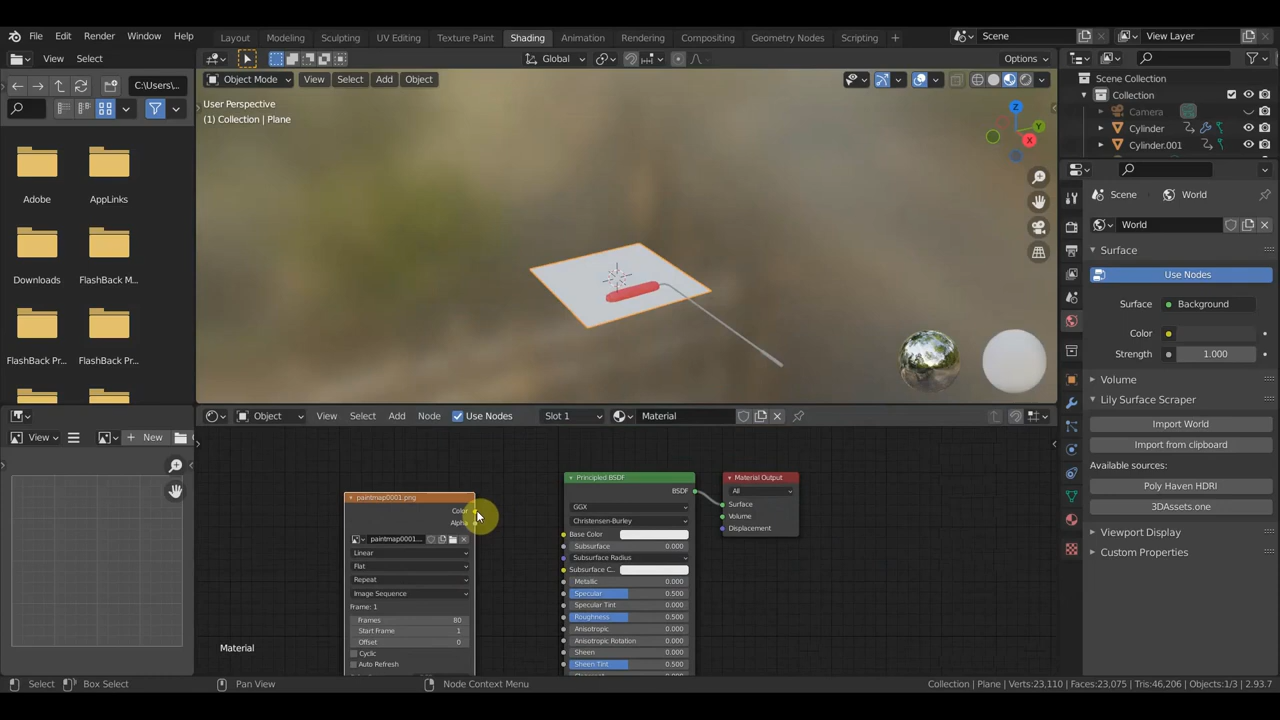 File Edit Render Window Help Layout Modeling Sculpting UV Editing Texture Paint Shading Animation Rendering Compositing Geometry Nodes Scripting Scene View Layer
View Select Global Options
C:\Users\...
Object Mode View Select Add Object
User Perspective
(1) Collection | Plane
Z
Y
X
Adobe
AppLinks
Downloads
FlashBack M...
FlashBack Pr...
FlashBack Pr...
View New
Object View Select Add Node Use Nodes Slot 1 Material
paintmap0001.png
Color
Alpha
paintmap0001...
Linear
Flat
Repeat
Image Sequence
Frame: 1
Frames 80
Start Frame 1
Offset 0
Cyclic
Auto Refresh
Principled BSDF
BSDF
GGX
Christensen-Burley
Base Color
Subsurface 0.000
Subsurface Radius
Subsurface C...
Metallic 0.000
Specular 0.500
Specular Tint 0.000
Roughness 0.500
Anisotropic 0.000
Anisotropic Rotation 0.000
Sheen 0.000
Sheen Tint 0.500
Material Output
All
Surface
Volume
Displacement
Material
Scene Collection
Collection
Camera
Cylinder
Cylinder.001
Scene World
World
Surface
Use Nodes
Surface Background
Color
Strength 1.000
Volume
Lily Surface Scraper
Import World
Import from clipboard
Available sources:
Poly Haven HDRI
3DAssets.one
Viewport Display
Custom Properties
Select Box Select Pan View Node Context Menu Collection | Plane Verts:23,110 | Faces:23,075 | Tris:46,206 | Objects:1/3 | 2.93.7